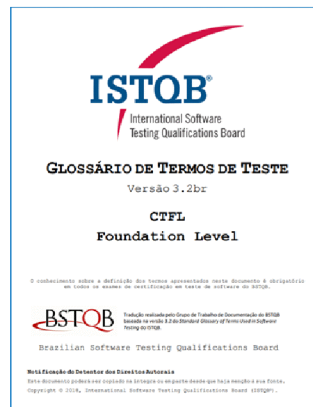 ISTQB®
International Software
Testing Qualifications Board
GLOSSÁRIO DE TERMOS DE TESTE
Versão 3.2br
CTFL
Foundation Level
O conhecimento sobre a definição dos termos apresentados neste documento é obrigatório
em todos os exames de certificação em teste de software do BSTQB.
BSTQB
Tradução realizada pelo Grupo de Trabalho de Documentação do BSTQB
baseada na versão 3.2 do Standard Glossary of Terms Used in Software
Testing do ISTQB.
Brazilian Software Testing Qualifications Board
Notificação do Detentor dos Direitos Autorais
Este documento poderá ser copiado na íntegra ou em parte desde que haja menção a sua fonte.
Copyright © 2018, International Software Testing Qualifications Board (ISTQB®).